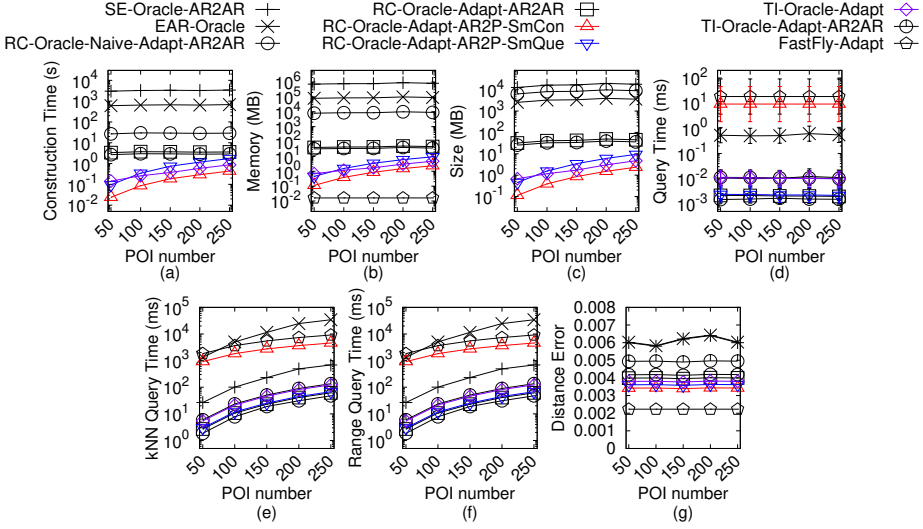 SE-Oracle-AR2AR
EAR-Oracle
RC-Oracle-Naive-Adapt-AR2AR
RC-Oracle-Adapt-AR2AR
RC-Oracle-Adapt-AR2P-SmCon
RC-Oracle-Adapt-AR2P-SmQue
TI-Oracle-Adapt
TI-Oracle-Adapt-AR2AR
FastFly-Adapt
Construction Time (s)
10^4
10^3
10^2
10^1
10^0
10^-1
10^-2
50 100 150 200 250
POI number
(a)
Memory (MB)
10^6
10^5
10^4
10^3
10^2
10^1
10^0
10^-1
10^-2
50 100 150 200 250
POI number
(b)
Size (MB)
10^4
10^3
10^2
10^1
10^0
10^-1
50 100 150 200 250
POI number
(c)
Query Time (ms)
10^2
10^1
10^0
10^-1
10^-2
10^-3
50 100 150 200 250
POI number
(d)
kNN Query Time (ms)
10^5
10^4
10^3
10^2
10^1
10^0
50 100 150 200 250
POI number
(e)
Range Query Time (ms)
10^5
10^4
10^3
10^2
10^1
10^0
50 100 150 200 250
POI number
(f)
Distance Error
0.008
0.007
0.006
0.005
0.004
0.003
0.002
0.001
0.000
50 100 150 200 250
POI number
(g)